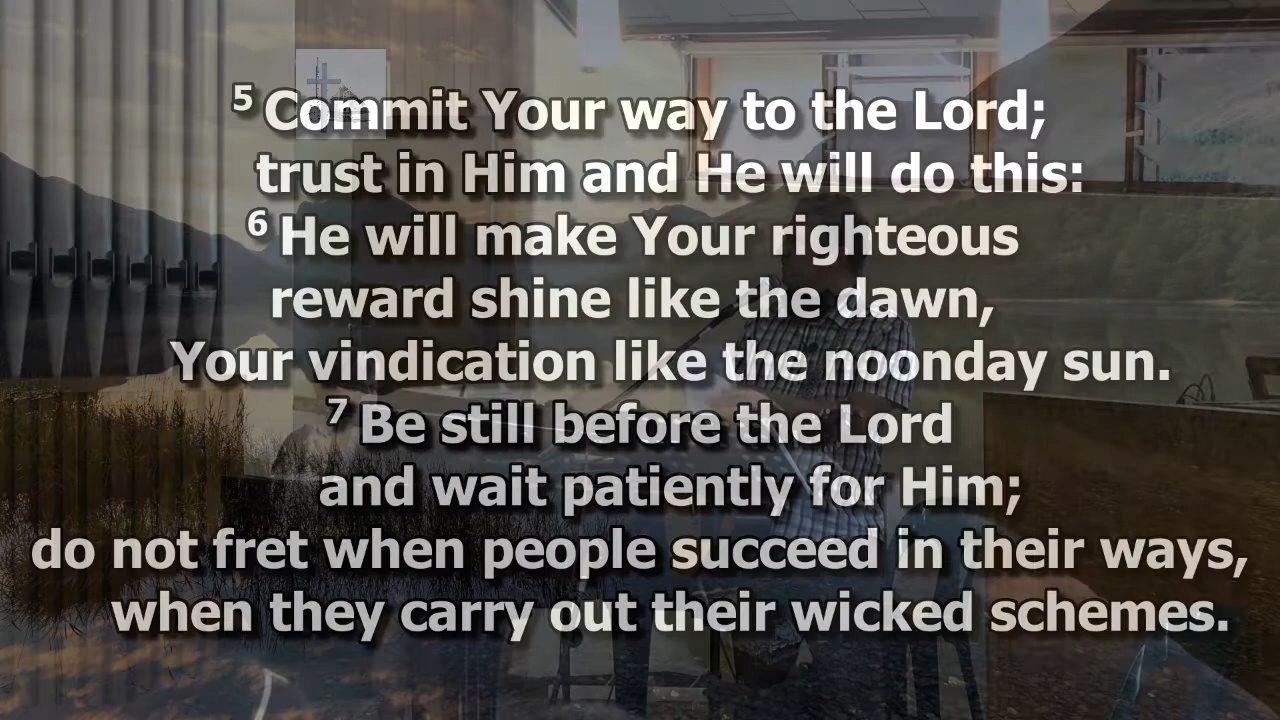 5 Commit Your way to the Lord;
trust in Him and He will do this:
6 He will make Your righteous
reward shine like the dawn,
Your vindication like the noonday sun.
7 Be still before the Lord
and wait patiently for Him;
do not fret when people succeed in their ways,
when they carry out their wicked schemes.